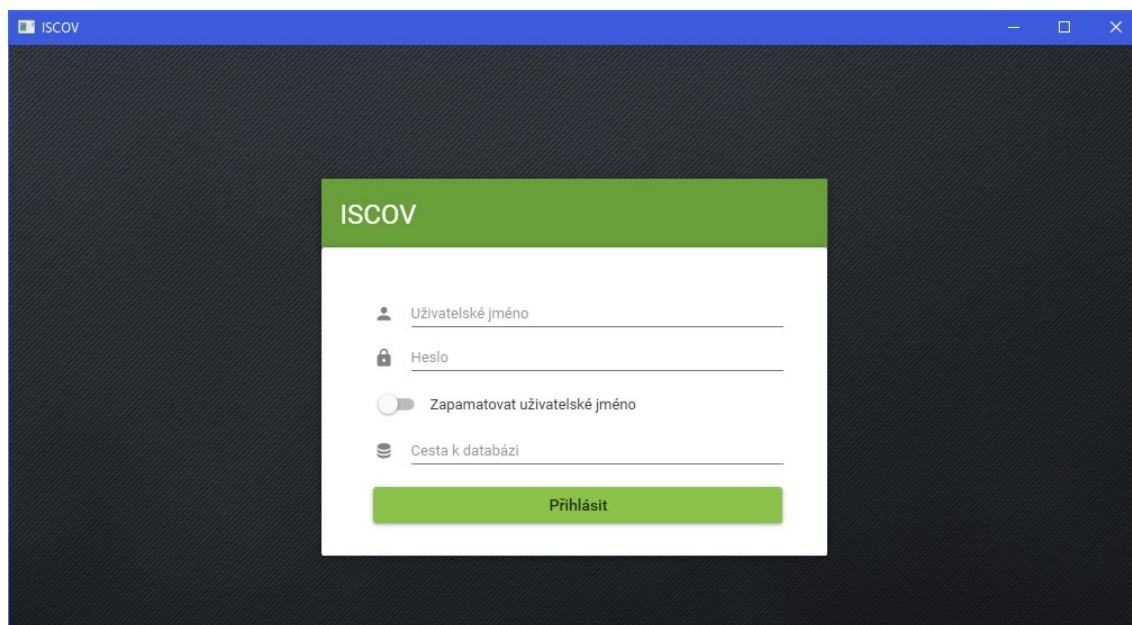 ISCOV
ISCOV
Uživatelské jméno
Heslo
Zapamatovat uživatelské jméno
Cesta k databázi
Přihlásit